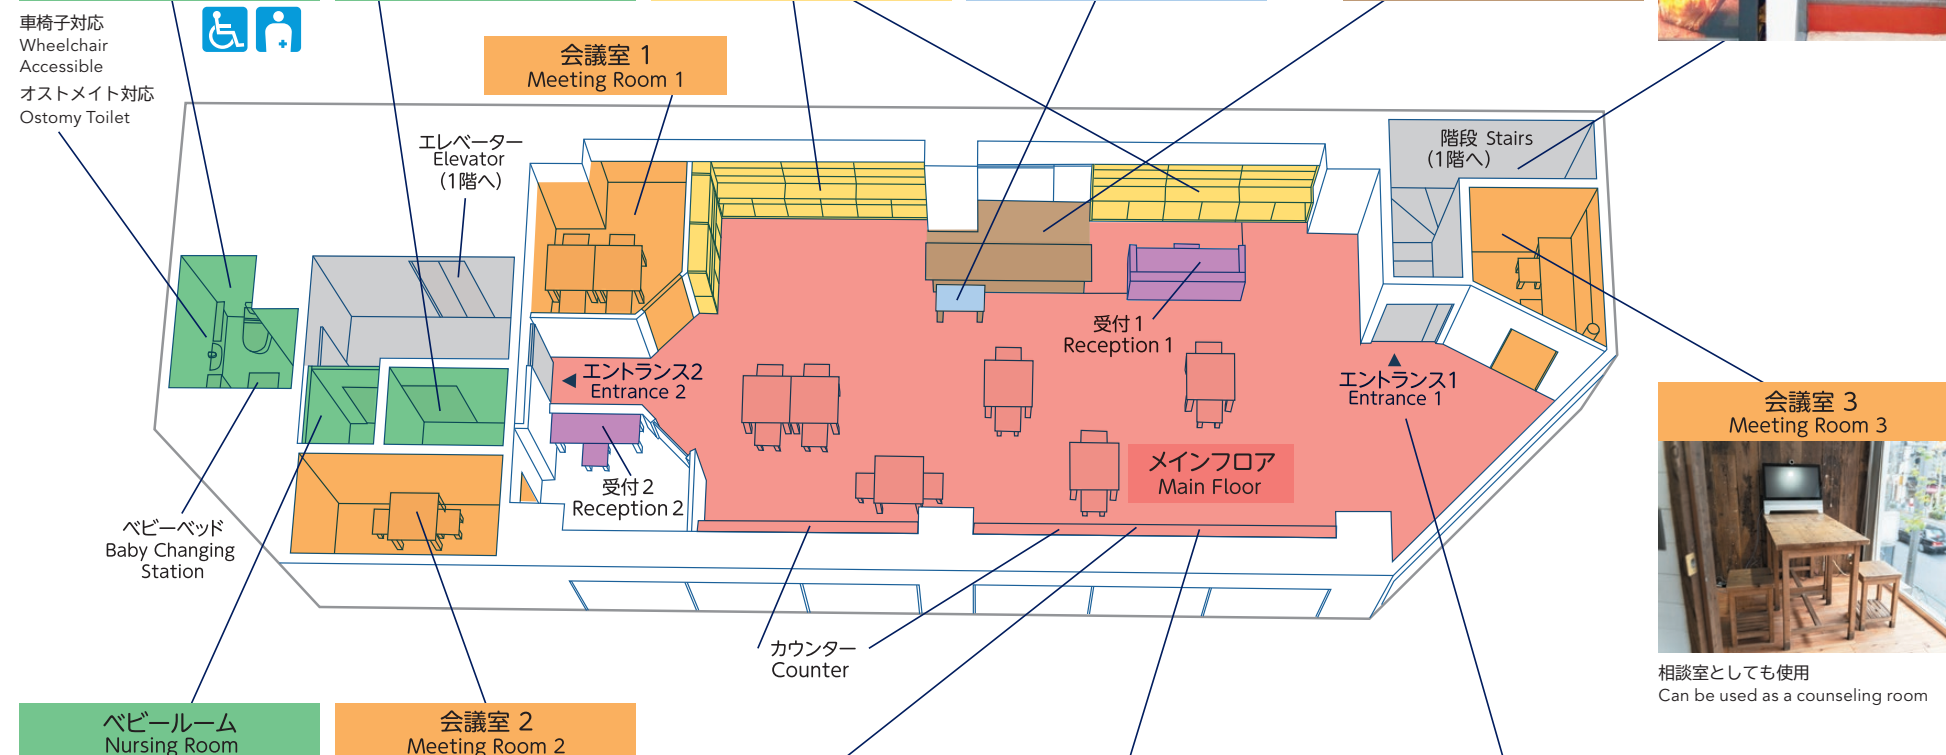 車椅子対応
Wheelchair
Accessible
オストメイト対応
Ostomy Toilet
会議室 1
Meeting Room 1
エレベーター
Elevator
(1階へ)
階段 Stairs
(1階へ)
受付 1
Reception 1
エントランス2
Entrance 2
エントランス1
Entrance 1
会議室 3
Meeting Room 3
メインフロア
Main Floor
受付 2
Reception 2
ベビーベッド
Baby Changing
Station
カウンター
Counter
相談室としても使用
Can be used as a counseling room
ベビールーム
Nursing Room
会議室 2
Meeting Room 2